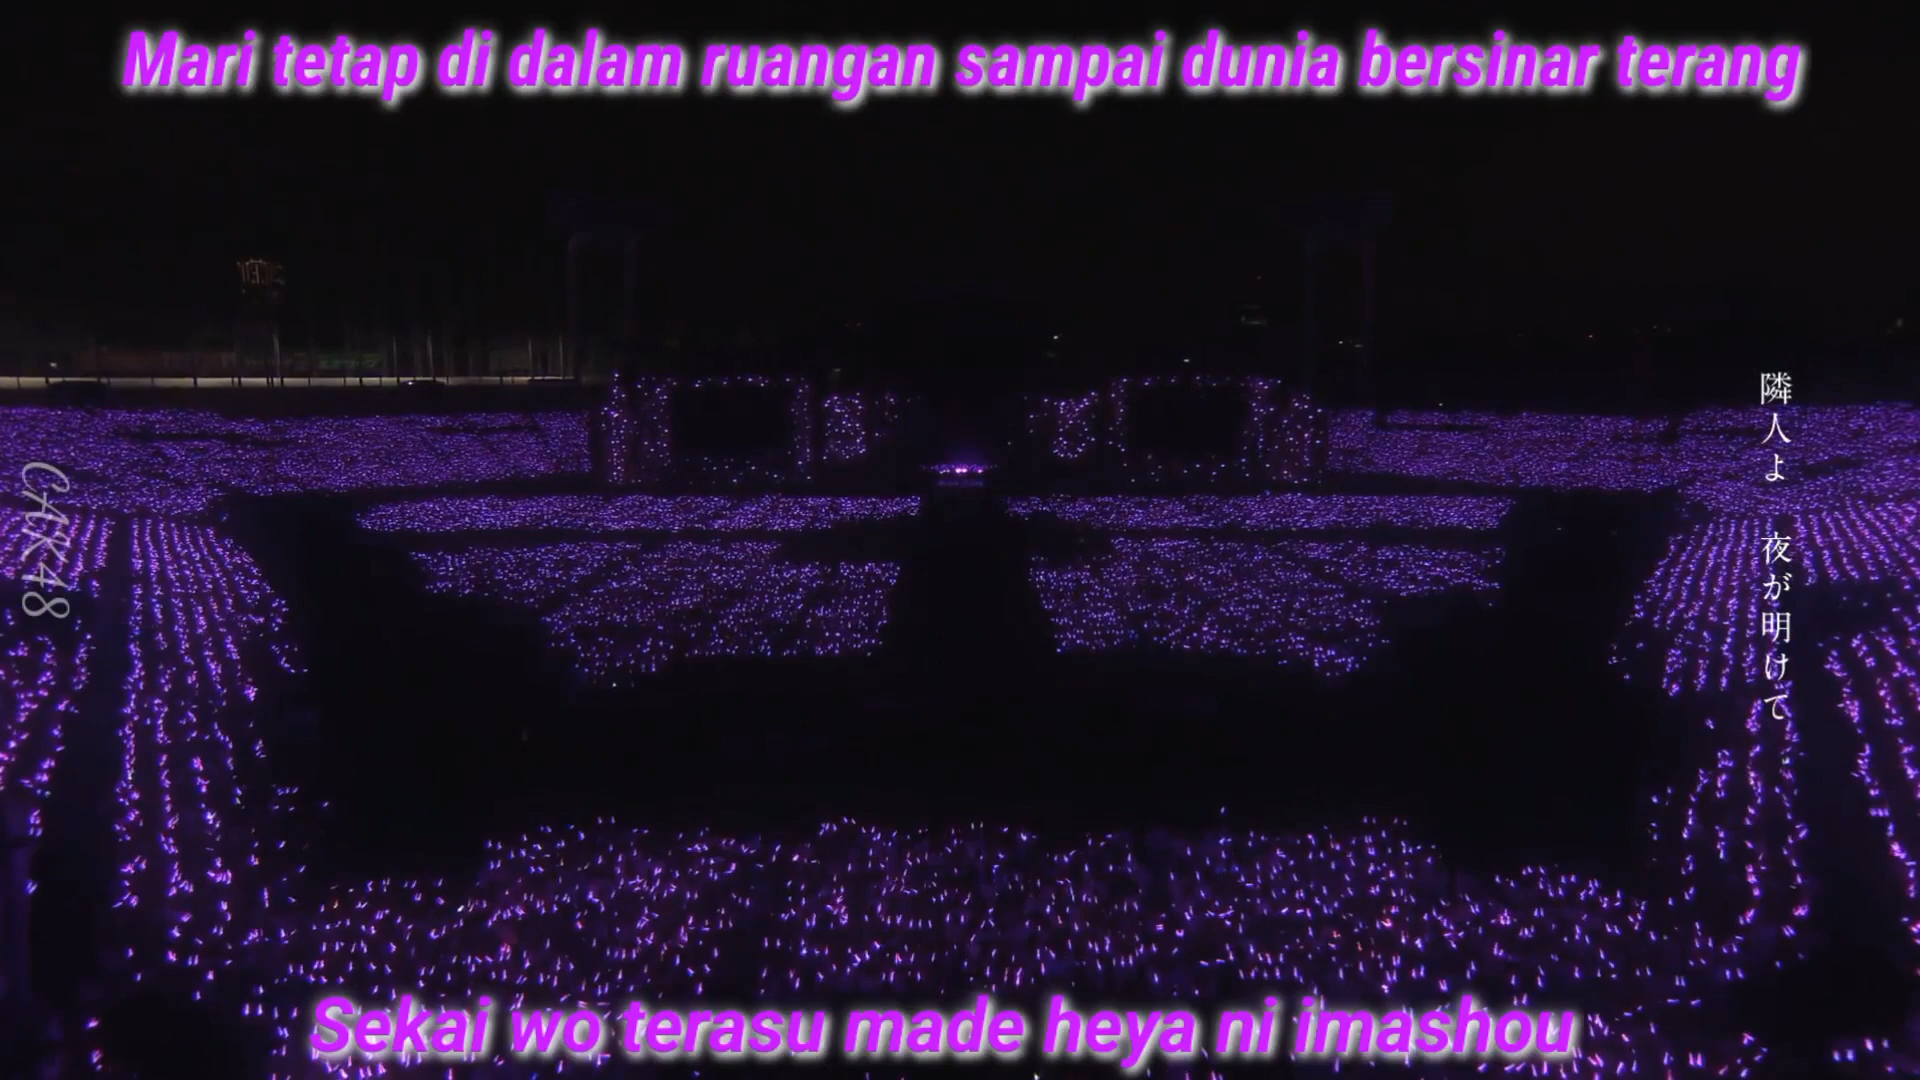 Mari tetap di dalam ruangan sampai dunia bersinar terang
隣人よ　夜が明けて
CAK48
Sekai wo terasu made heya ni imashou